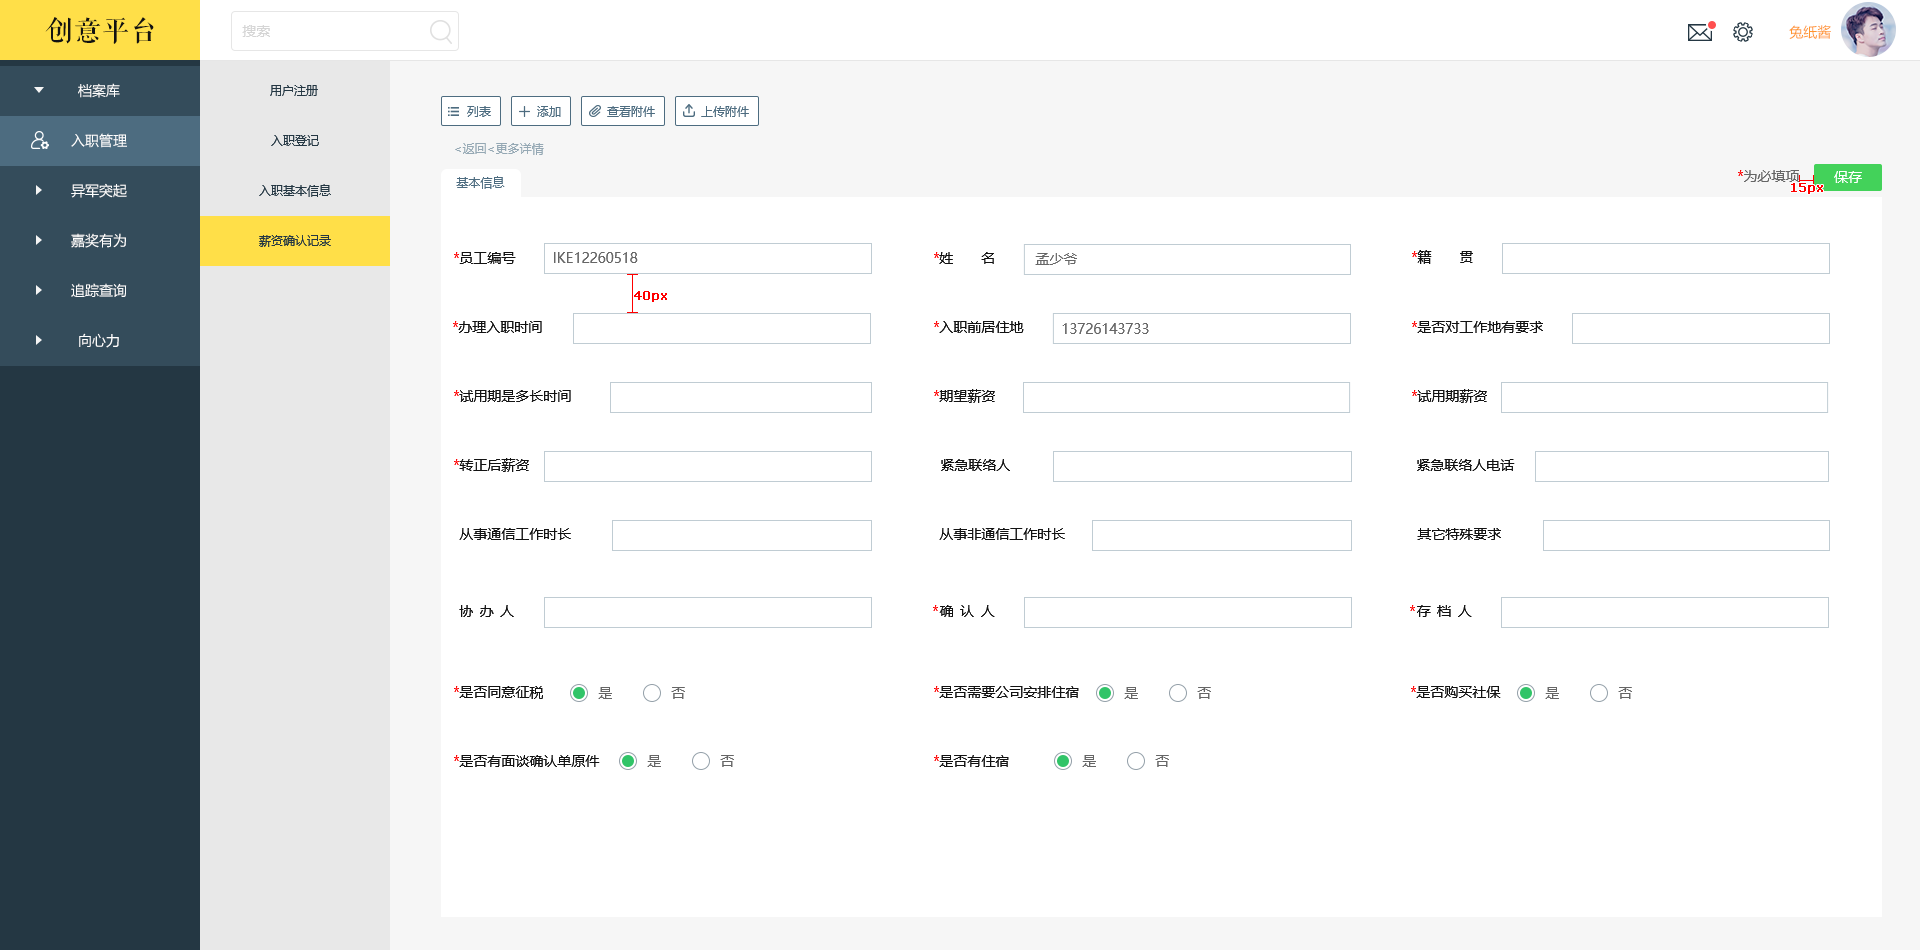 创意平台
搜索
兔纸酱
档案库
入职管理
异军突起
嘉奖有为
追踪查询
向心力
用户注册
入职登记
入职基本信息
薪资确认记录
列表 添加 查看附件 上传附件
<返回<更多详情
基本信息
*为必填项 保存
15px
*员工编号 IKE12260518 *姓 名 孟少爷 *籍 贯
40px
*办理入职时间 *入职前居住地 13726143733 *是否对工作地有要求
*试用期是多长时间 *期望薪资 *试用期薪资
*转正后薪资 紧急联络人 紧急联络人电话
从事通信工作时长 从事非通信工作时长 其它特殊要求
协 办 人 *确 认 人 *存 档 人
*是否同意征税 是 否 *是否需要公司安排住宿 是 否 *是否购买社保 是 否
*是否有面谈确认单原件 是 否 *是否有住宿 是 否